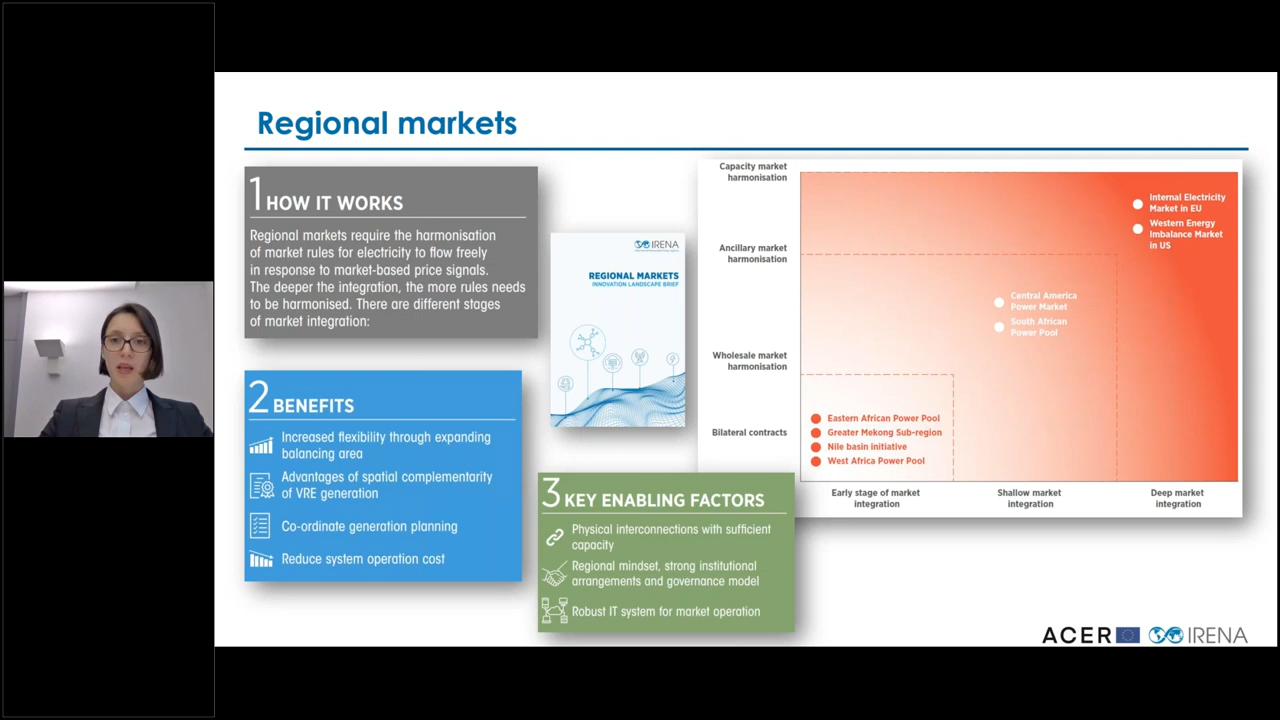 Regional markets
1 HOW IT WORKS
Regional markets require the harmonisation
of market rules for electricity to flow freely
in response to market-based price signals.
The deeper the integration, the more rules needs
to be harmonised. There are different stages
of market integration:
2 BENEFITS
Increased flexibility through expanding
balancing area
Advantages of spatial complementarity
of VRE generation
Co-ordinate generation planning
Reduce system operation cost
IRENA
REGIONAL MARKETS
INNOVATION LANDSCAPE BRIEF
3 KEY ENABLING FACTORS
Physical interconnections with sufficient
capacity
Regional mindset, strong institutional
arrangements and governance model
Robust IT system for market operation
Capacity market
harmonisation
Ancillary market
harmonisation
Wholesale market
harmonisation
Bilateral contracts
Internal Electricity
Market in EU
Western Energy
Imbalance Market
in US
Central America
Power Market
South African
Power Pool
Eastern African Power Pool
Greater Mekong Sub-region
Nile basin initiative
West Africa Power Pool
Early stage of market
integration
Shallow market
integration
Deep market
integration
ACER IRENA